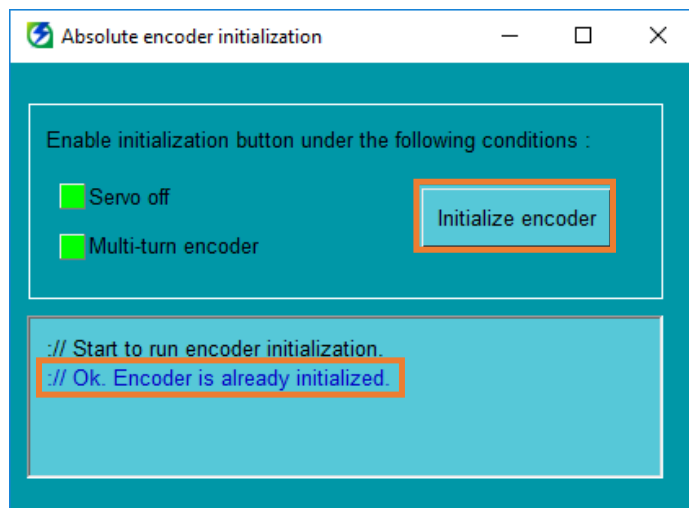 Absolute encoder initialization
Enable initialization button under the following conditions :
Servo off
Initialize encoder
Multi-turn encoder
:// Start to run encoder initialization.
:// Ok. Encoder is already initialized.